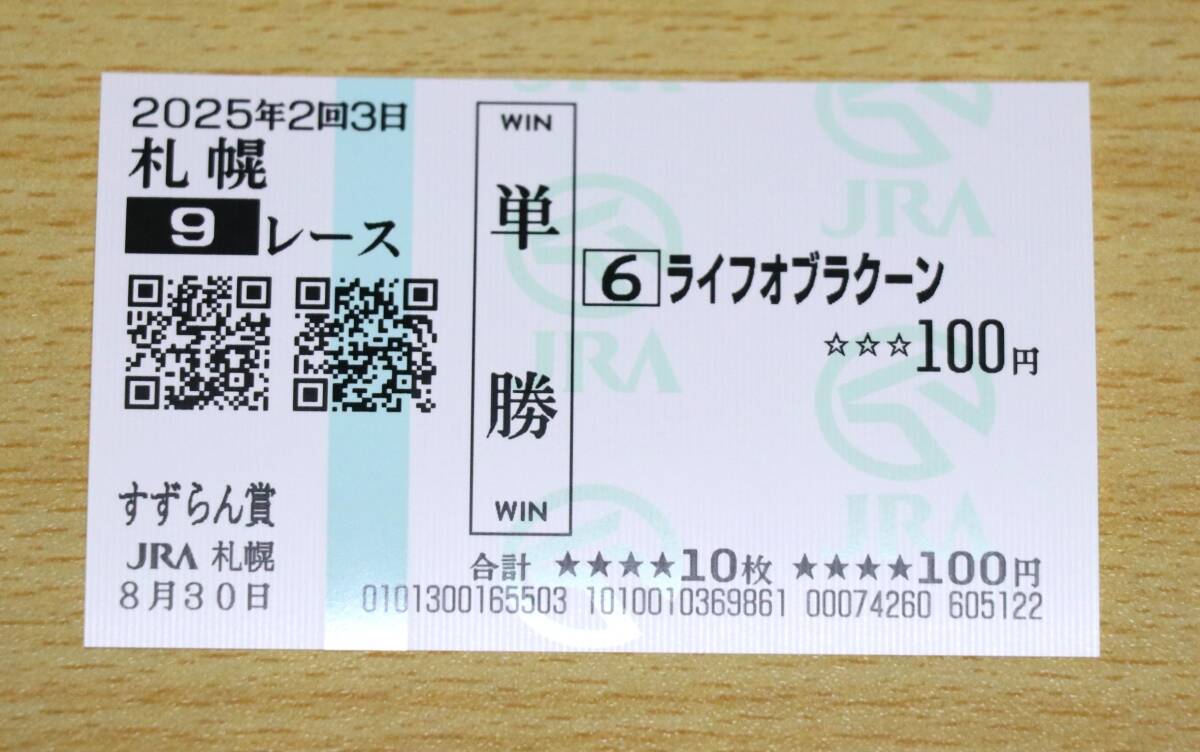 2025年2回3日
札幌
9レース
すずらん賞
JRA 札幌
8月30日
WIN
単勝
WIN
6 ライフオブラクーン
☆☆☆100円
合計 ★★★★10枚 ★★★★100円
0101300165503 1010010369861 00074260 605122
JRA
JRA
JRA
JRA